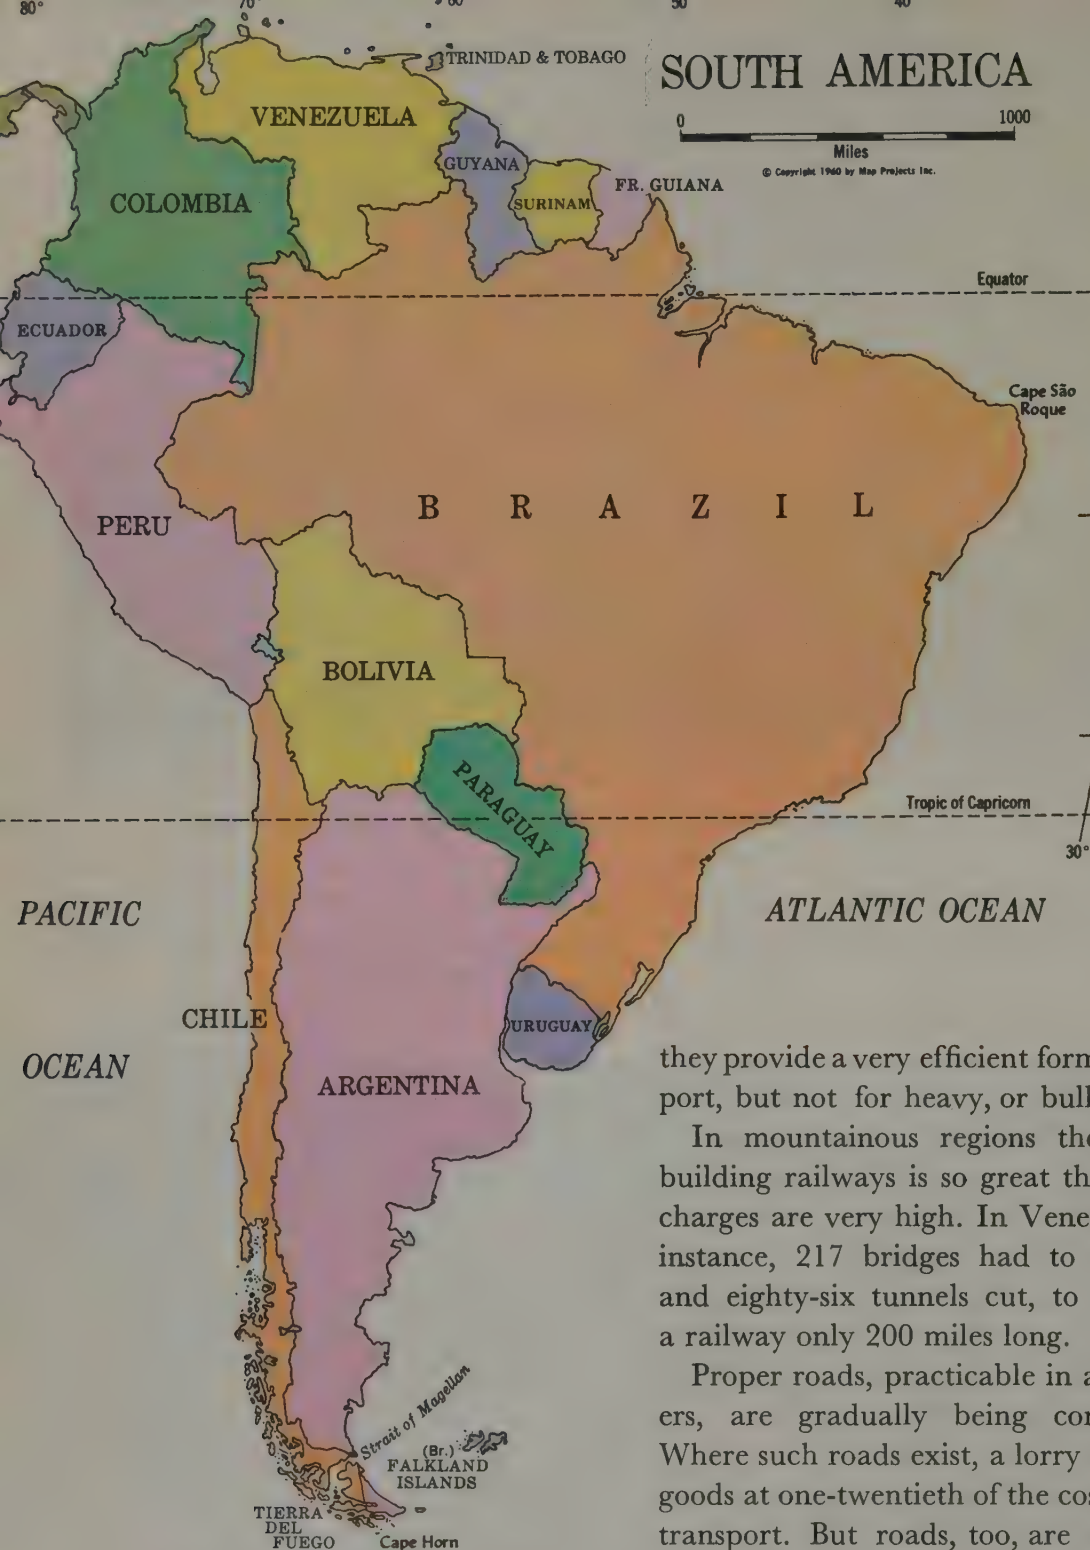 80°
70°
60
50
40
TRINIDAD & TOBAGO
SOUTH AMERICA
0 1000
Miles
© Copyright 1960 by Map Projects Inc.
VENEZUELA
GUYANA
FR. GUIANA
COLOMBIA
SURINAM
Equator
ECUADOR
Cape São
Roque
PERU
BRAZIL
BOLIVIA
PARAGUAY
Tropic of Capricorn
30°
PACIFIC
OCEAN
ATLANTIC OCEAN
CHILE
URUGUAY
ARGENTINA
Strait of Magellan
(Br.)
FALKLAND
ISLANDS
TIERRA
DEL
FUEGO
Cape Horn
they provide a very efficient form
port, but not for heavy, or bul
In mountainous regions the
building railways is so great th
charges are very high. In Vene
instance, 217 bridges had to
and eighty-six tunnels cut, to
a railway only 200 miles long.
Proper roads, practicable in a
ers, are gradually being con
Where such roads exist, a lorry
goods at one-twentieth of the cos
transport. But roads, too, are